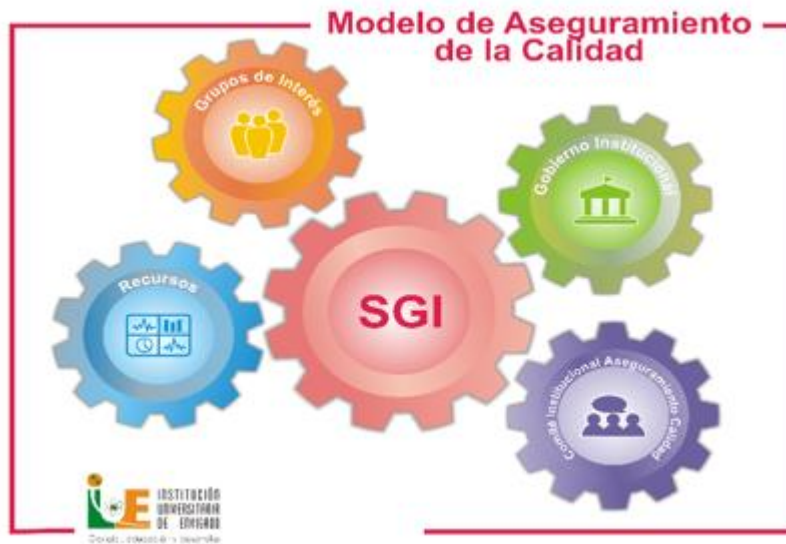 Modelo de Aseguramiento
de la Calidad
Grupos de Interés
Gobierno Institucional
SGI
Recursos
Comité Institucional Aseguramiento Calidad
IUE
INSTITUCIÓN
UNIVERSITARIA
DE ENVIGADO